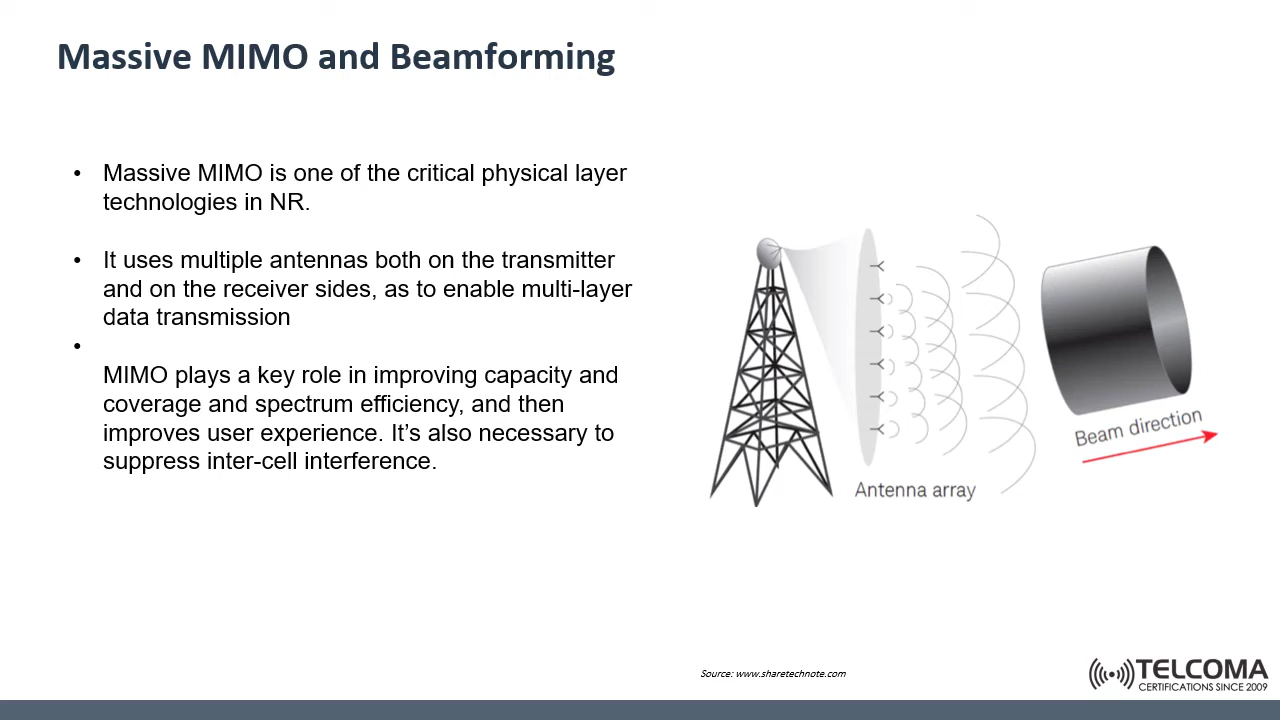 Massive MIMO and Beamforming
• Massive MIMO is one of the critical physical layer
technologies in NR.
• It uses multiple antennas both on the transmitter
and on the receiver sides, as to enable multi-layer
data transmission
•
MIMO plays a key role in improving capacity and
coverage and spectrum efficiency, and then
improves user experience. It’s also necessary to
suppress inter-cell interference.
Beam direction
Antenna array
Source: www.sharetechnote.com
TELCOMA
CERTIFICATIONS SINCE 2009